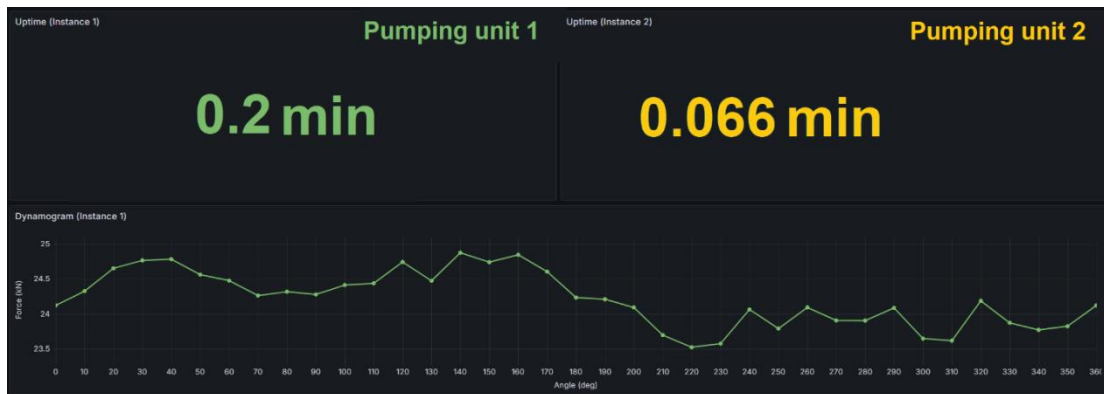 Uptime (Instance 1)
Pumping unit 1
0.2 min
Uptime (Instance 2)
Pumping unit 2
0.066 min
Dynamogram (Instance 1)
Force (kN)
25
24.5
24
23.5
0 10 20 30 40 50 60 70 80 90 100 110 120 130 140 150 160 170 180 190 200 210 220 230 240 250 260 270 280 290 300 310 320 330 340 350 360
Angle (deg)